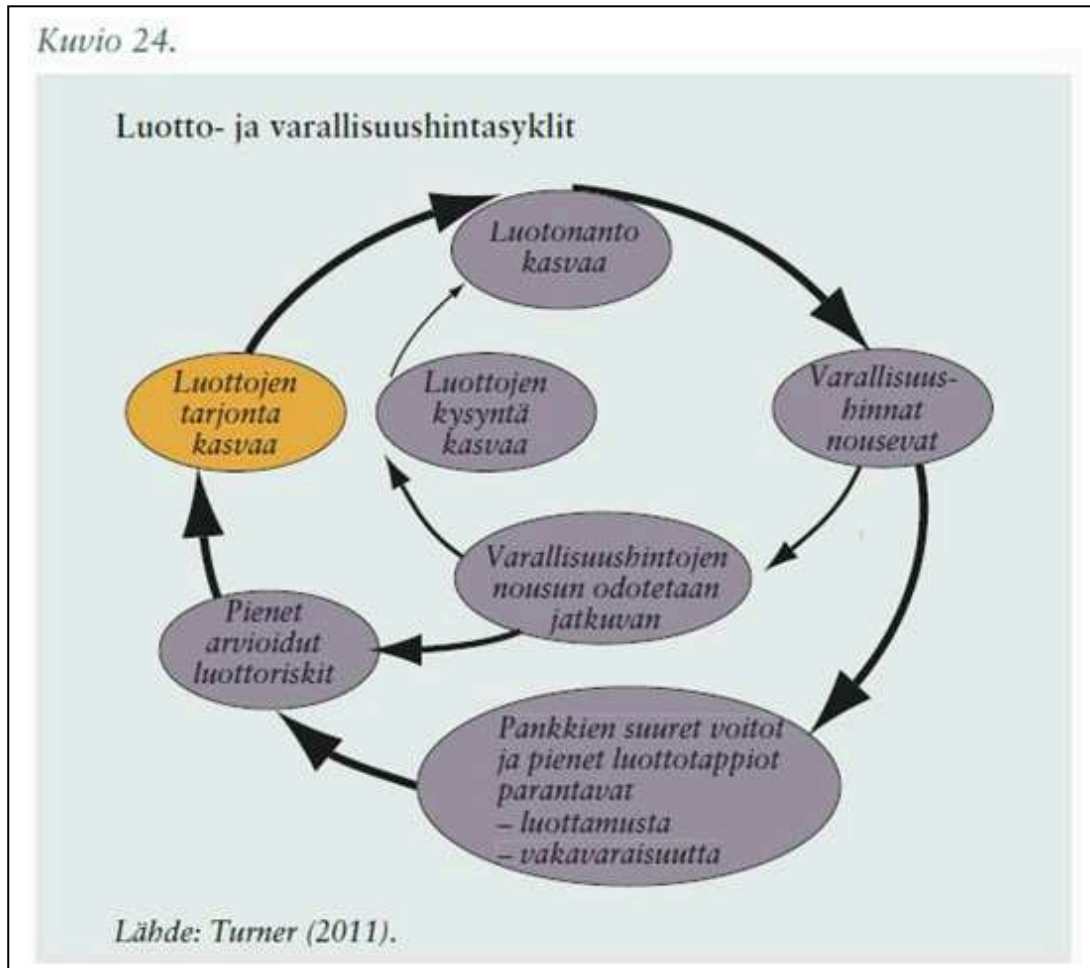 Kuvio 24.
Luotto- ja varallisuushintasyklit
Luotonanto
kasvaa
Luottojen
tarjonta
kasvaa
Luottojen
kysyntä
kasvaa
Varallisuus-
hinnat
nousevat
Varallisuushintojen
nousun odotetaan
jatkuvan
Pienet
arvioidut
luottoriskit
Pankkien suuret voitot
ja pienet luottotappiot
parantavat
– luottamusta
– vakavaraisuutta
Lähde: Turner (2011).